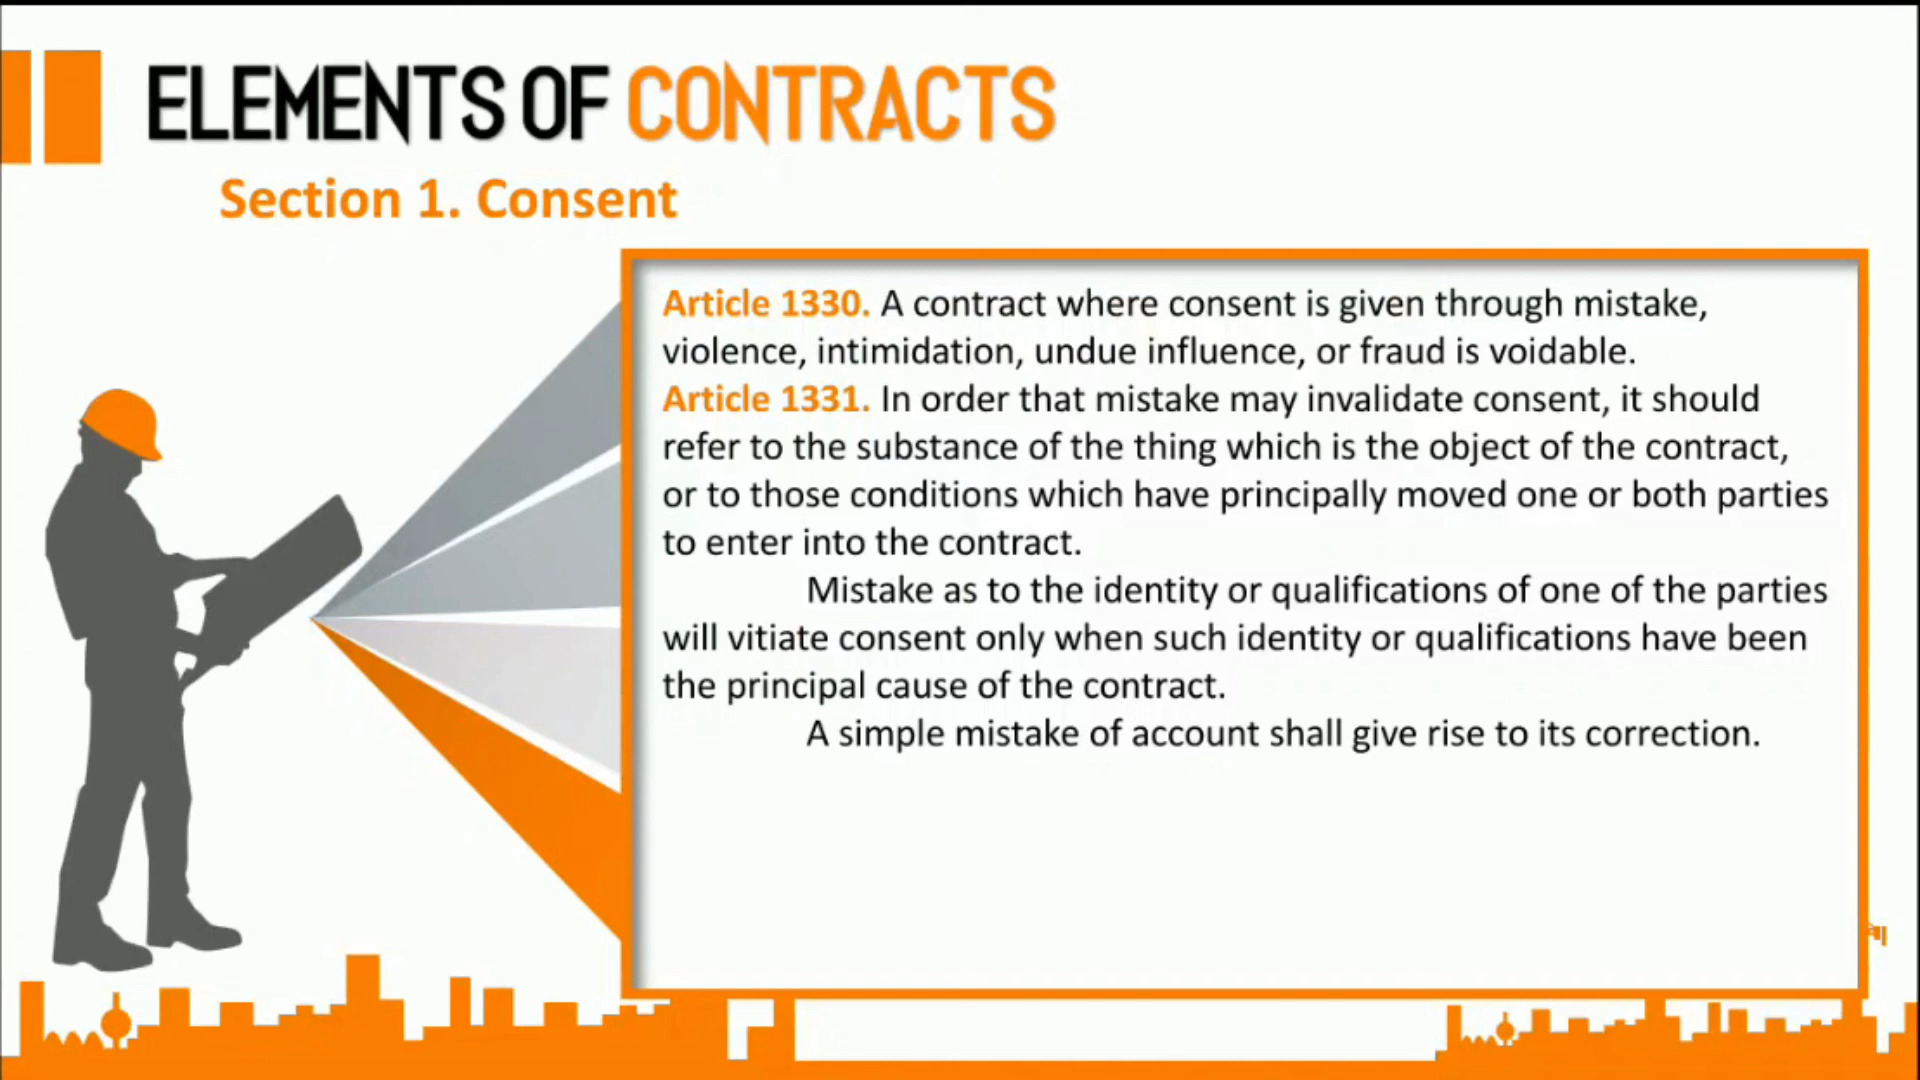 ELEMENTS OF CONTRACTS
Section 1. Consent
Article 1330. A contract where consent is given through mistake,
violence, intimidation, undue influence, or fraud is voidable.
Article 1331. In order that mistake may invalidate consent, it should
refer to the substance of the thing which is the object of the contract,
or to those conditions which have principally moved one or both parties
to enter into the contract.
Mistake as to the identity or qualifications of one of the parties
will vitiate consent only when such identity or qualifications have been
the principal cause of the contract.
A simple mistake of account shall give rise to its correction.